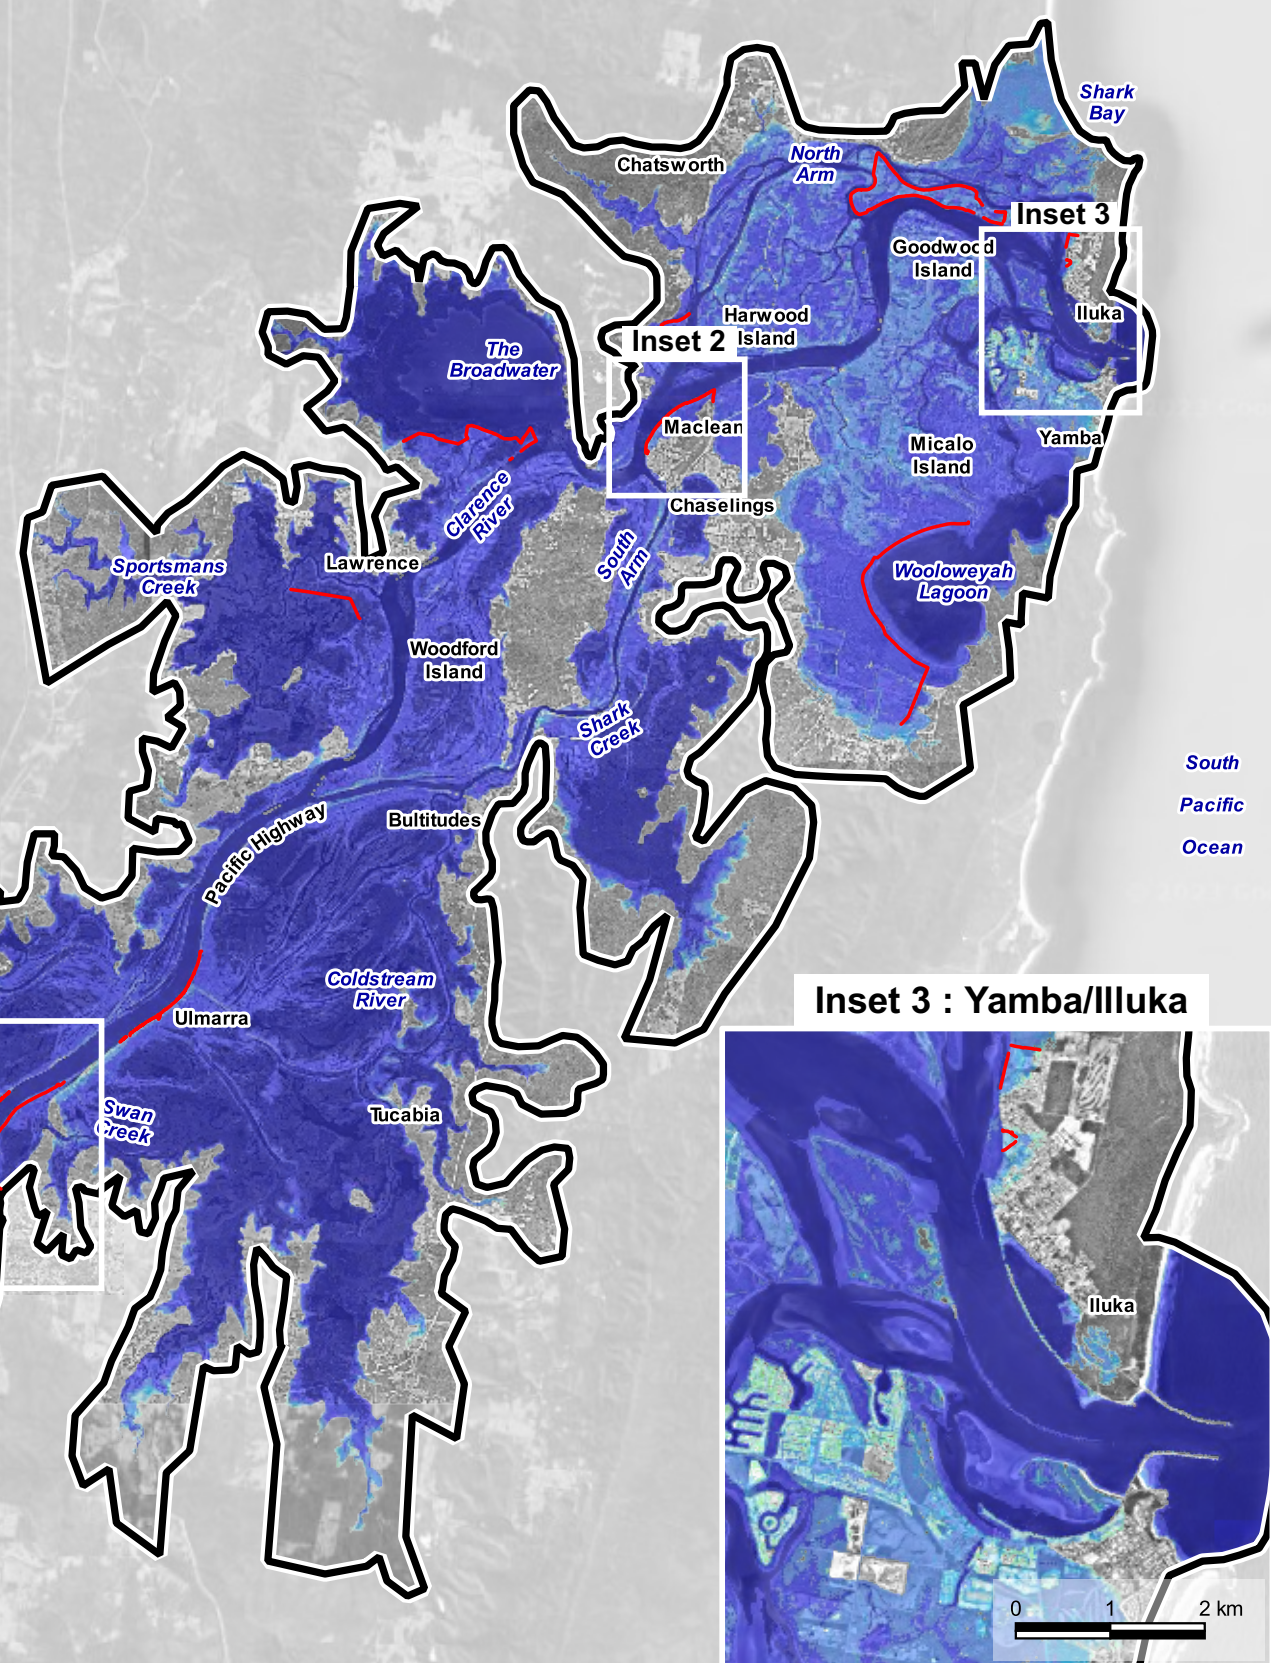 Shark
Bay
Chatsworth
North
Arm
Inset 3
Goodwood
Island
Iluka
Harwood
Island
Inset 2
The
Broadwater
Maclean
Micalo
Island
Yamba
Clarence
River
Chaselings
South
Arm
Lawrence
Sportsmans
Creek
Wooloweyah
Lagoon
Woodford
Island
Shark
Creek
South
Pacific
Ocean
Bultitudes
Pacific Highway
Coldstream
River
Ulmarra
Swan
Creek
Tucabia
Inset 3 : Yamba/Illuka
Iluka
0 1 2 km